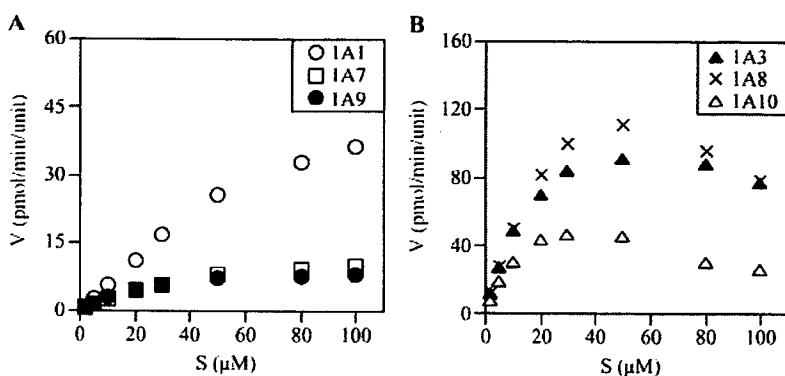 A
V (pmol/min/unit)
60
45
30
15
0
0 20 40 60 80 100
S (μM)
1A1
1A7
1A9
B
V (pmol/min/unit)
160
120
80
40
0
0 20 40 60 80 100
S (μM)
1A3
1A8
1A10